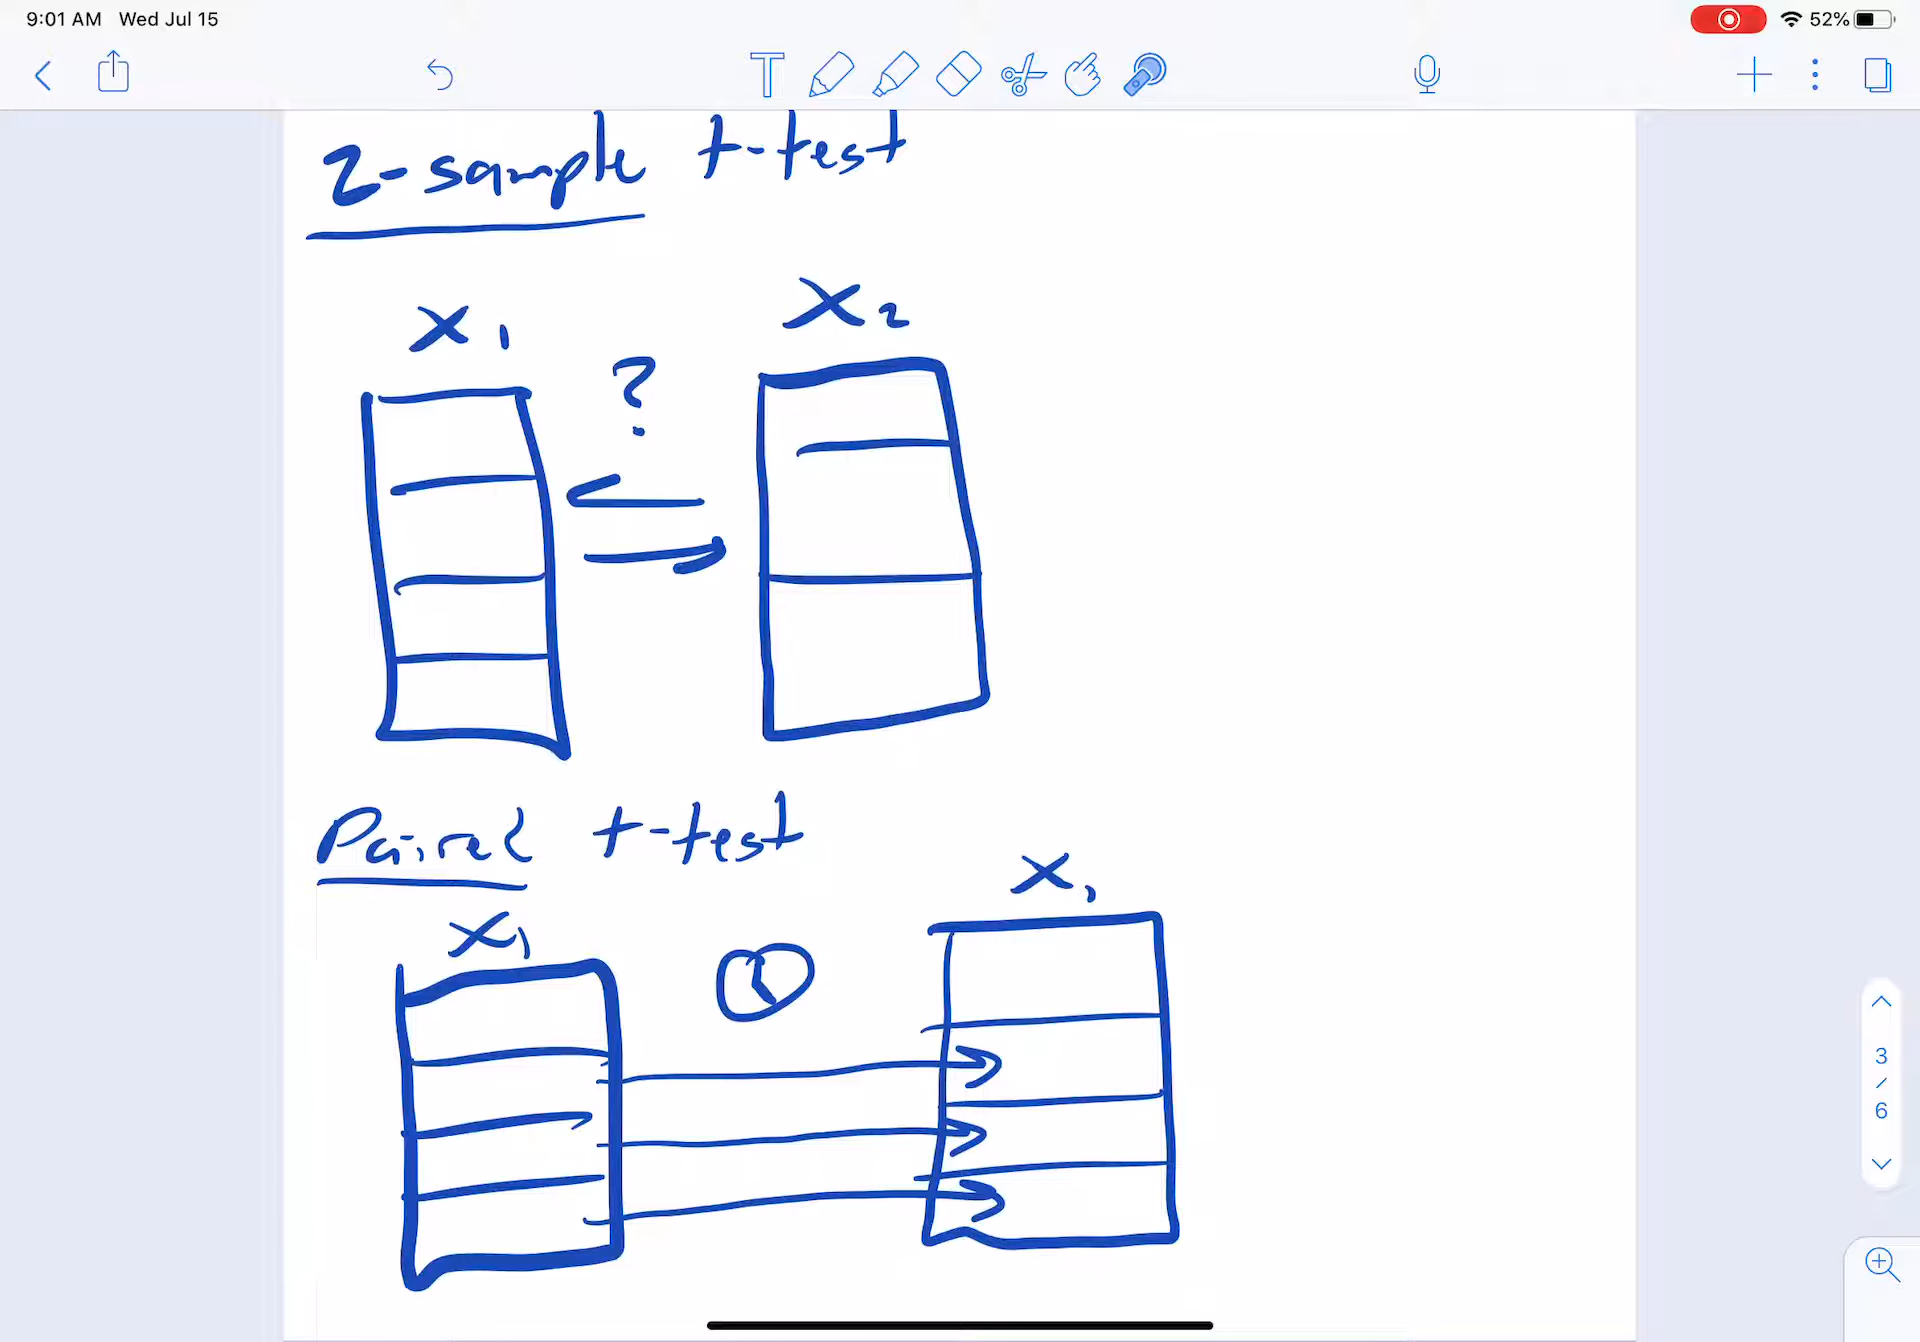 9:01 AM Wed Jul 15
52%
T
2-sample t-test
X1
X2
?
Paired t-test
X1
X1
3
/
6